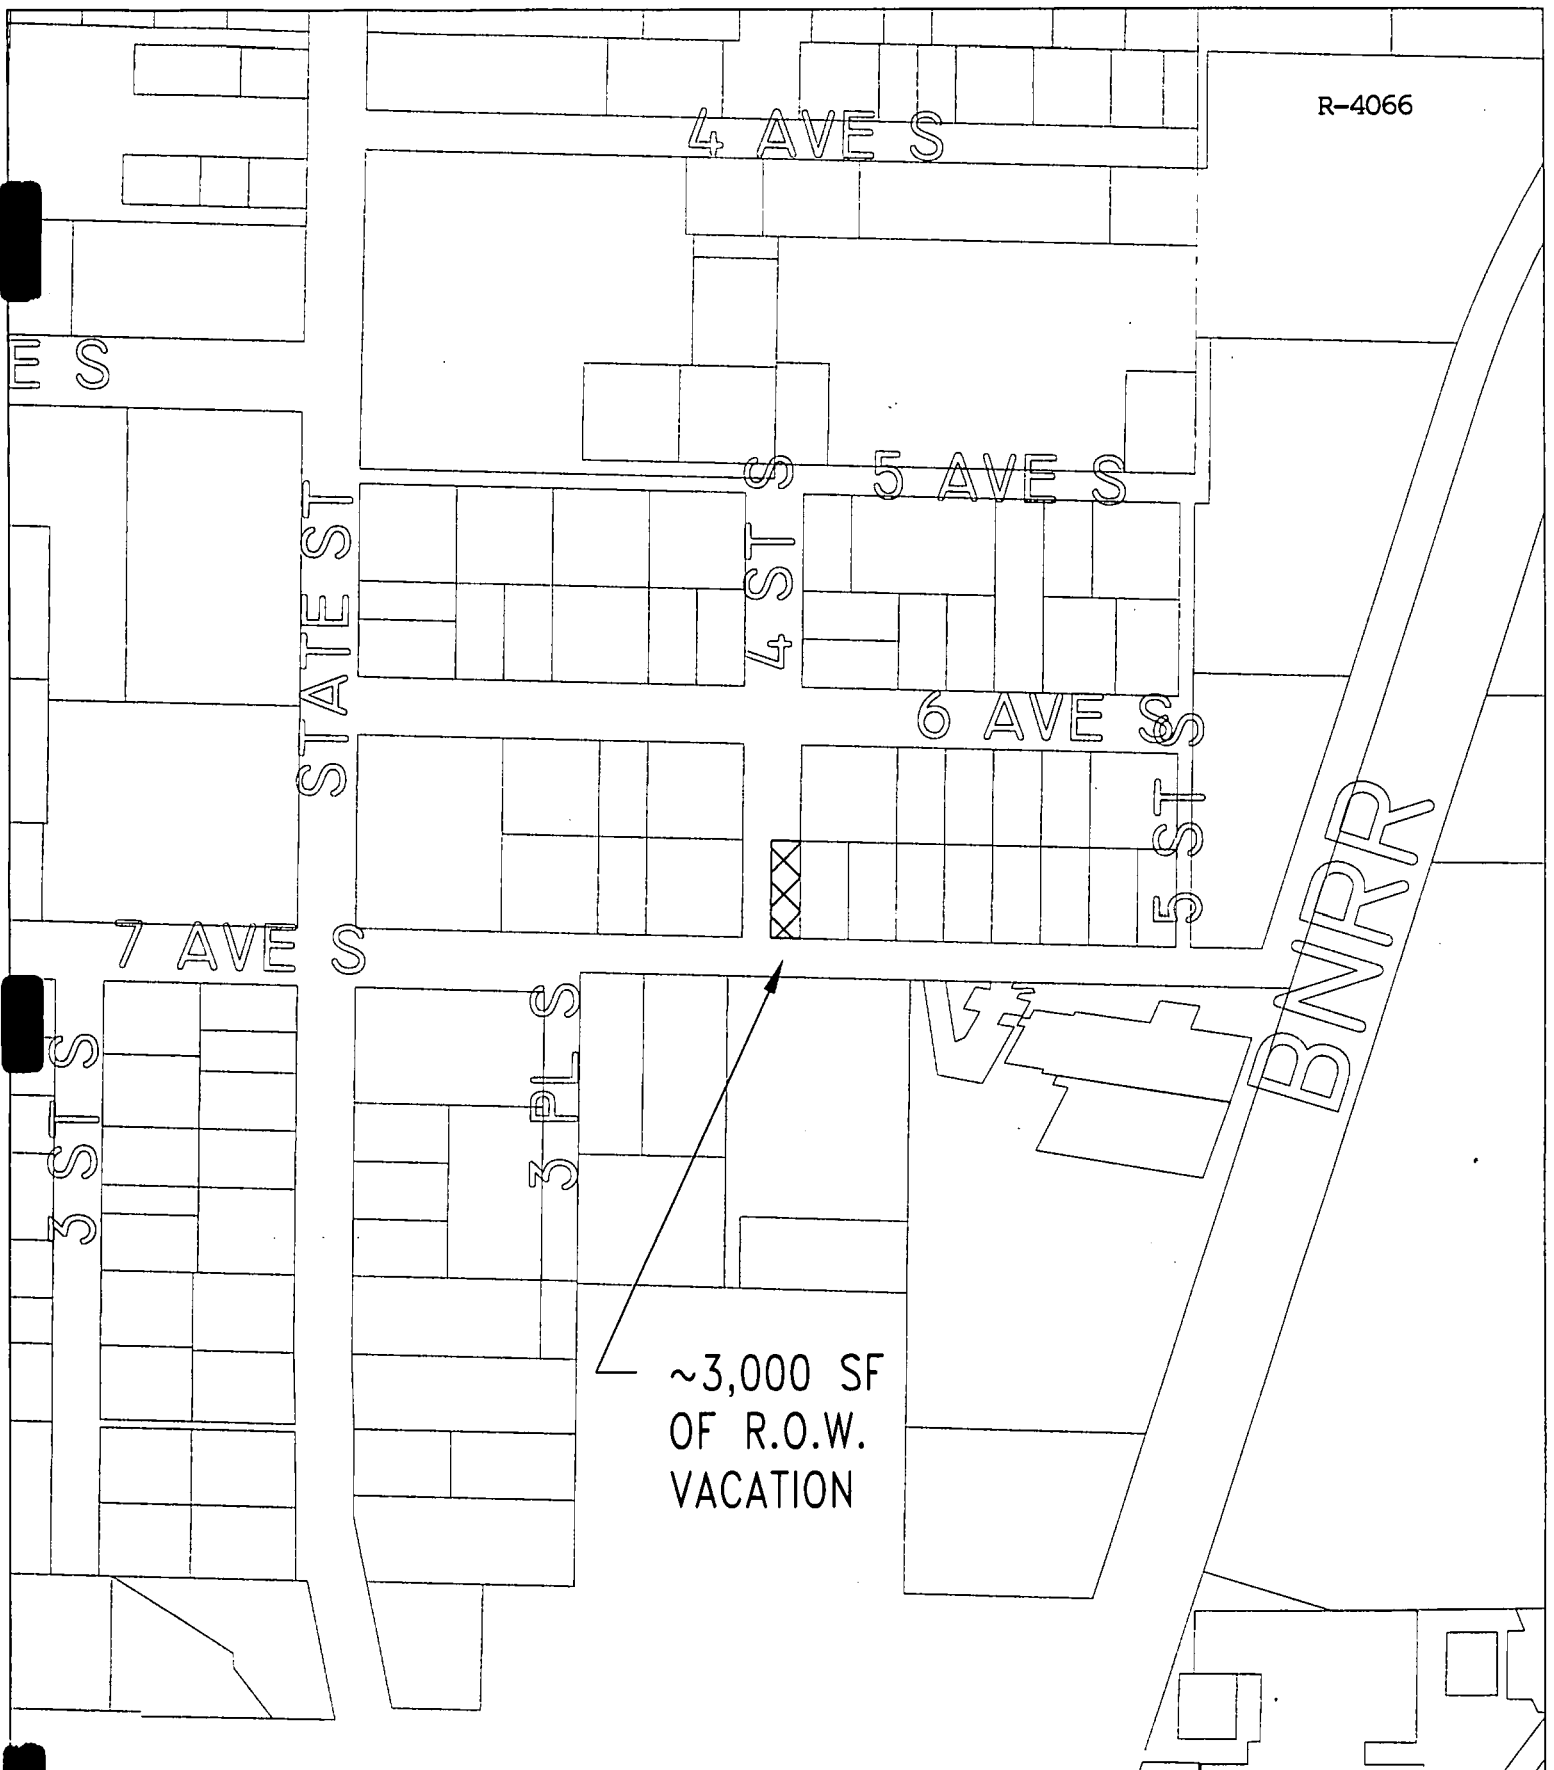 R-4066
4 AVE S
E S
5 AVE S
STATE ST
4 ST S
6 AVE S
5 ST S
BNRR
7 AVE S
3 ST S
3 PL S
~3,000 SF
OF R.O.W.
VACATION